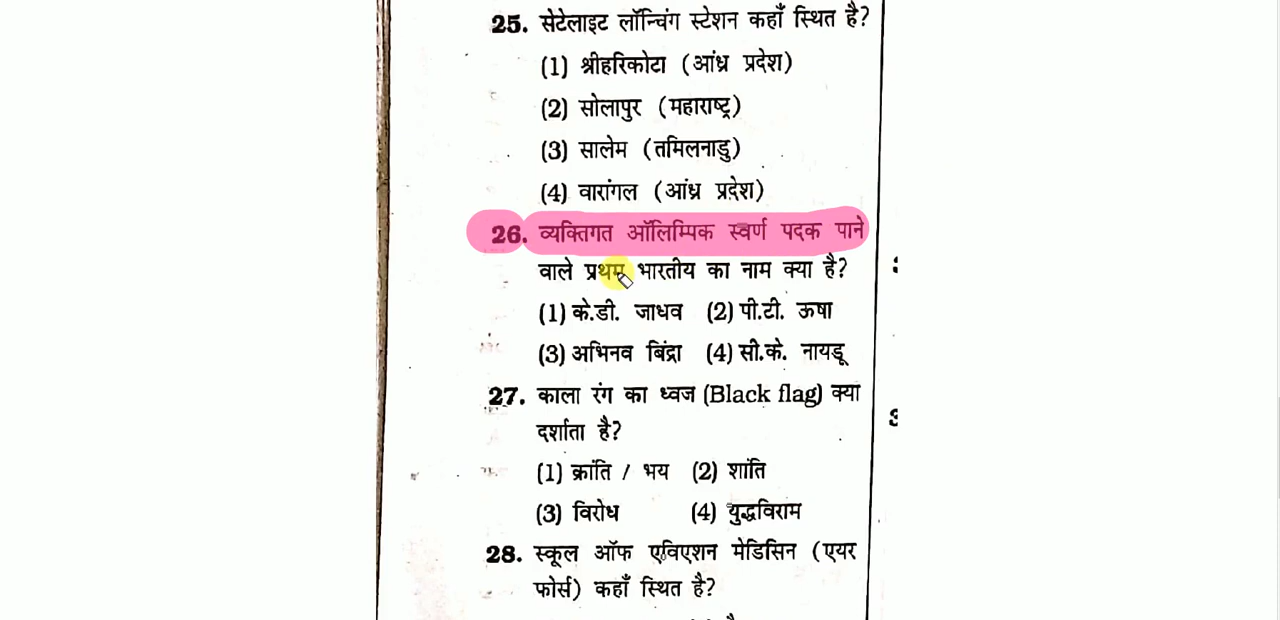 25. सेटेलाइट लॉन्चिंग स्टेशन कहाँ स्थित है?
(1) श्रीहरिकोटा (आंध्र प्रदेश)
(2) सोलापुर (महाराष्ट्र)
(3) सालेम (तमिलनाडु)
(4) वारांगल (आंध्र प्रदेश)
26. व्यक्तिगत ऑलिम्पिक स्वर्ण पदक पाने
वाले प्रथम भारतीय का नाम क्या है?
(1) के.डी. जाधव (2) पी.टी. ऊषा
(3) अभिनव बिंद्रा (4) सी.के. नायडू
27. काला रंग का ध्वज (Black flag) क्या
दर्शाता है?
(1) क्रांति / भय (2) शांति
(3) विरोध (4) युद्धविराम
28. स्कूल ऑफ एविएशन मेडिसिन (एयर
फोर्स) कहाँ स्थित है?